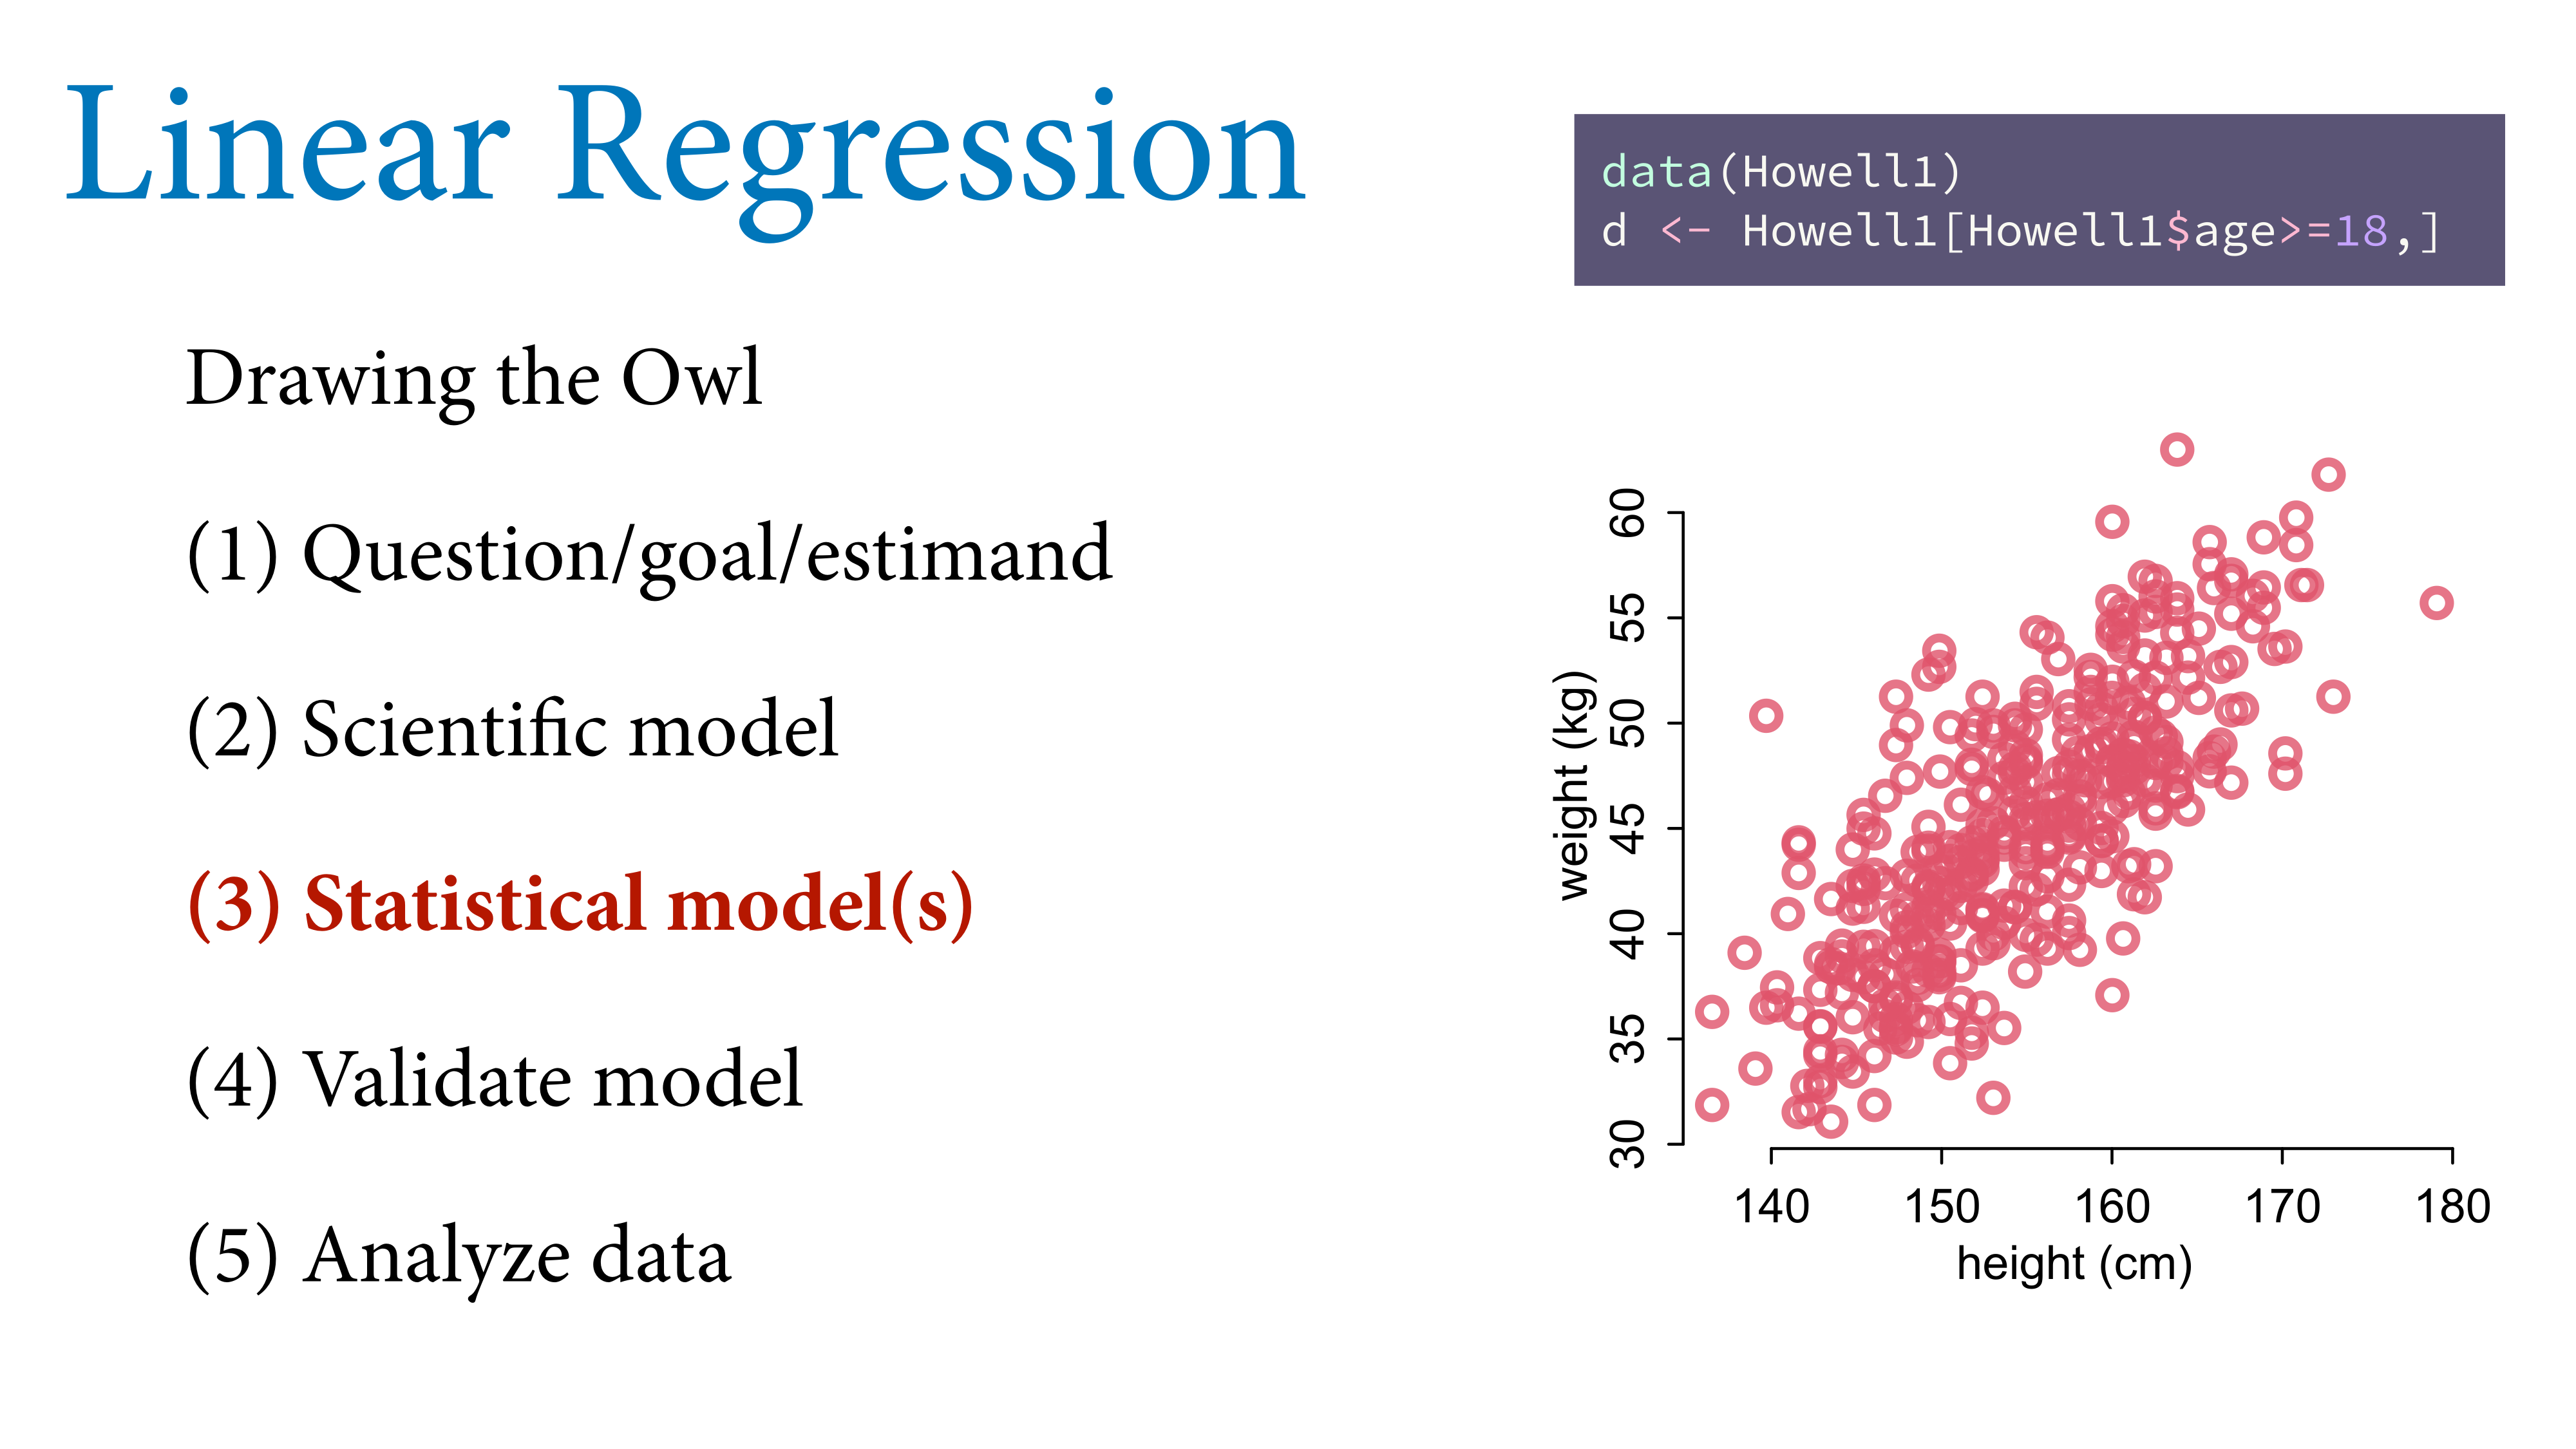 Linear Regression
data(Howell1)
d <- Howell1[Howell1$age>=18,]
Drawing the Owl
(1) Question/goal/estimand
(2) Scientific model
(3) Statistical model(s)
(4) Validate model
(5) Analyze data
weight (kg)
60
55
50
45
40
35
30
140 150 160 170 180
height (cm)